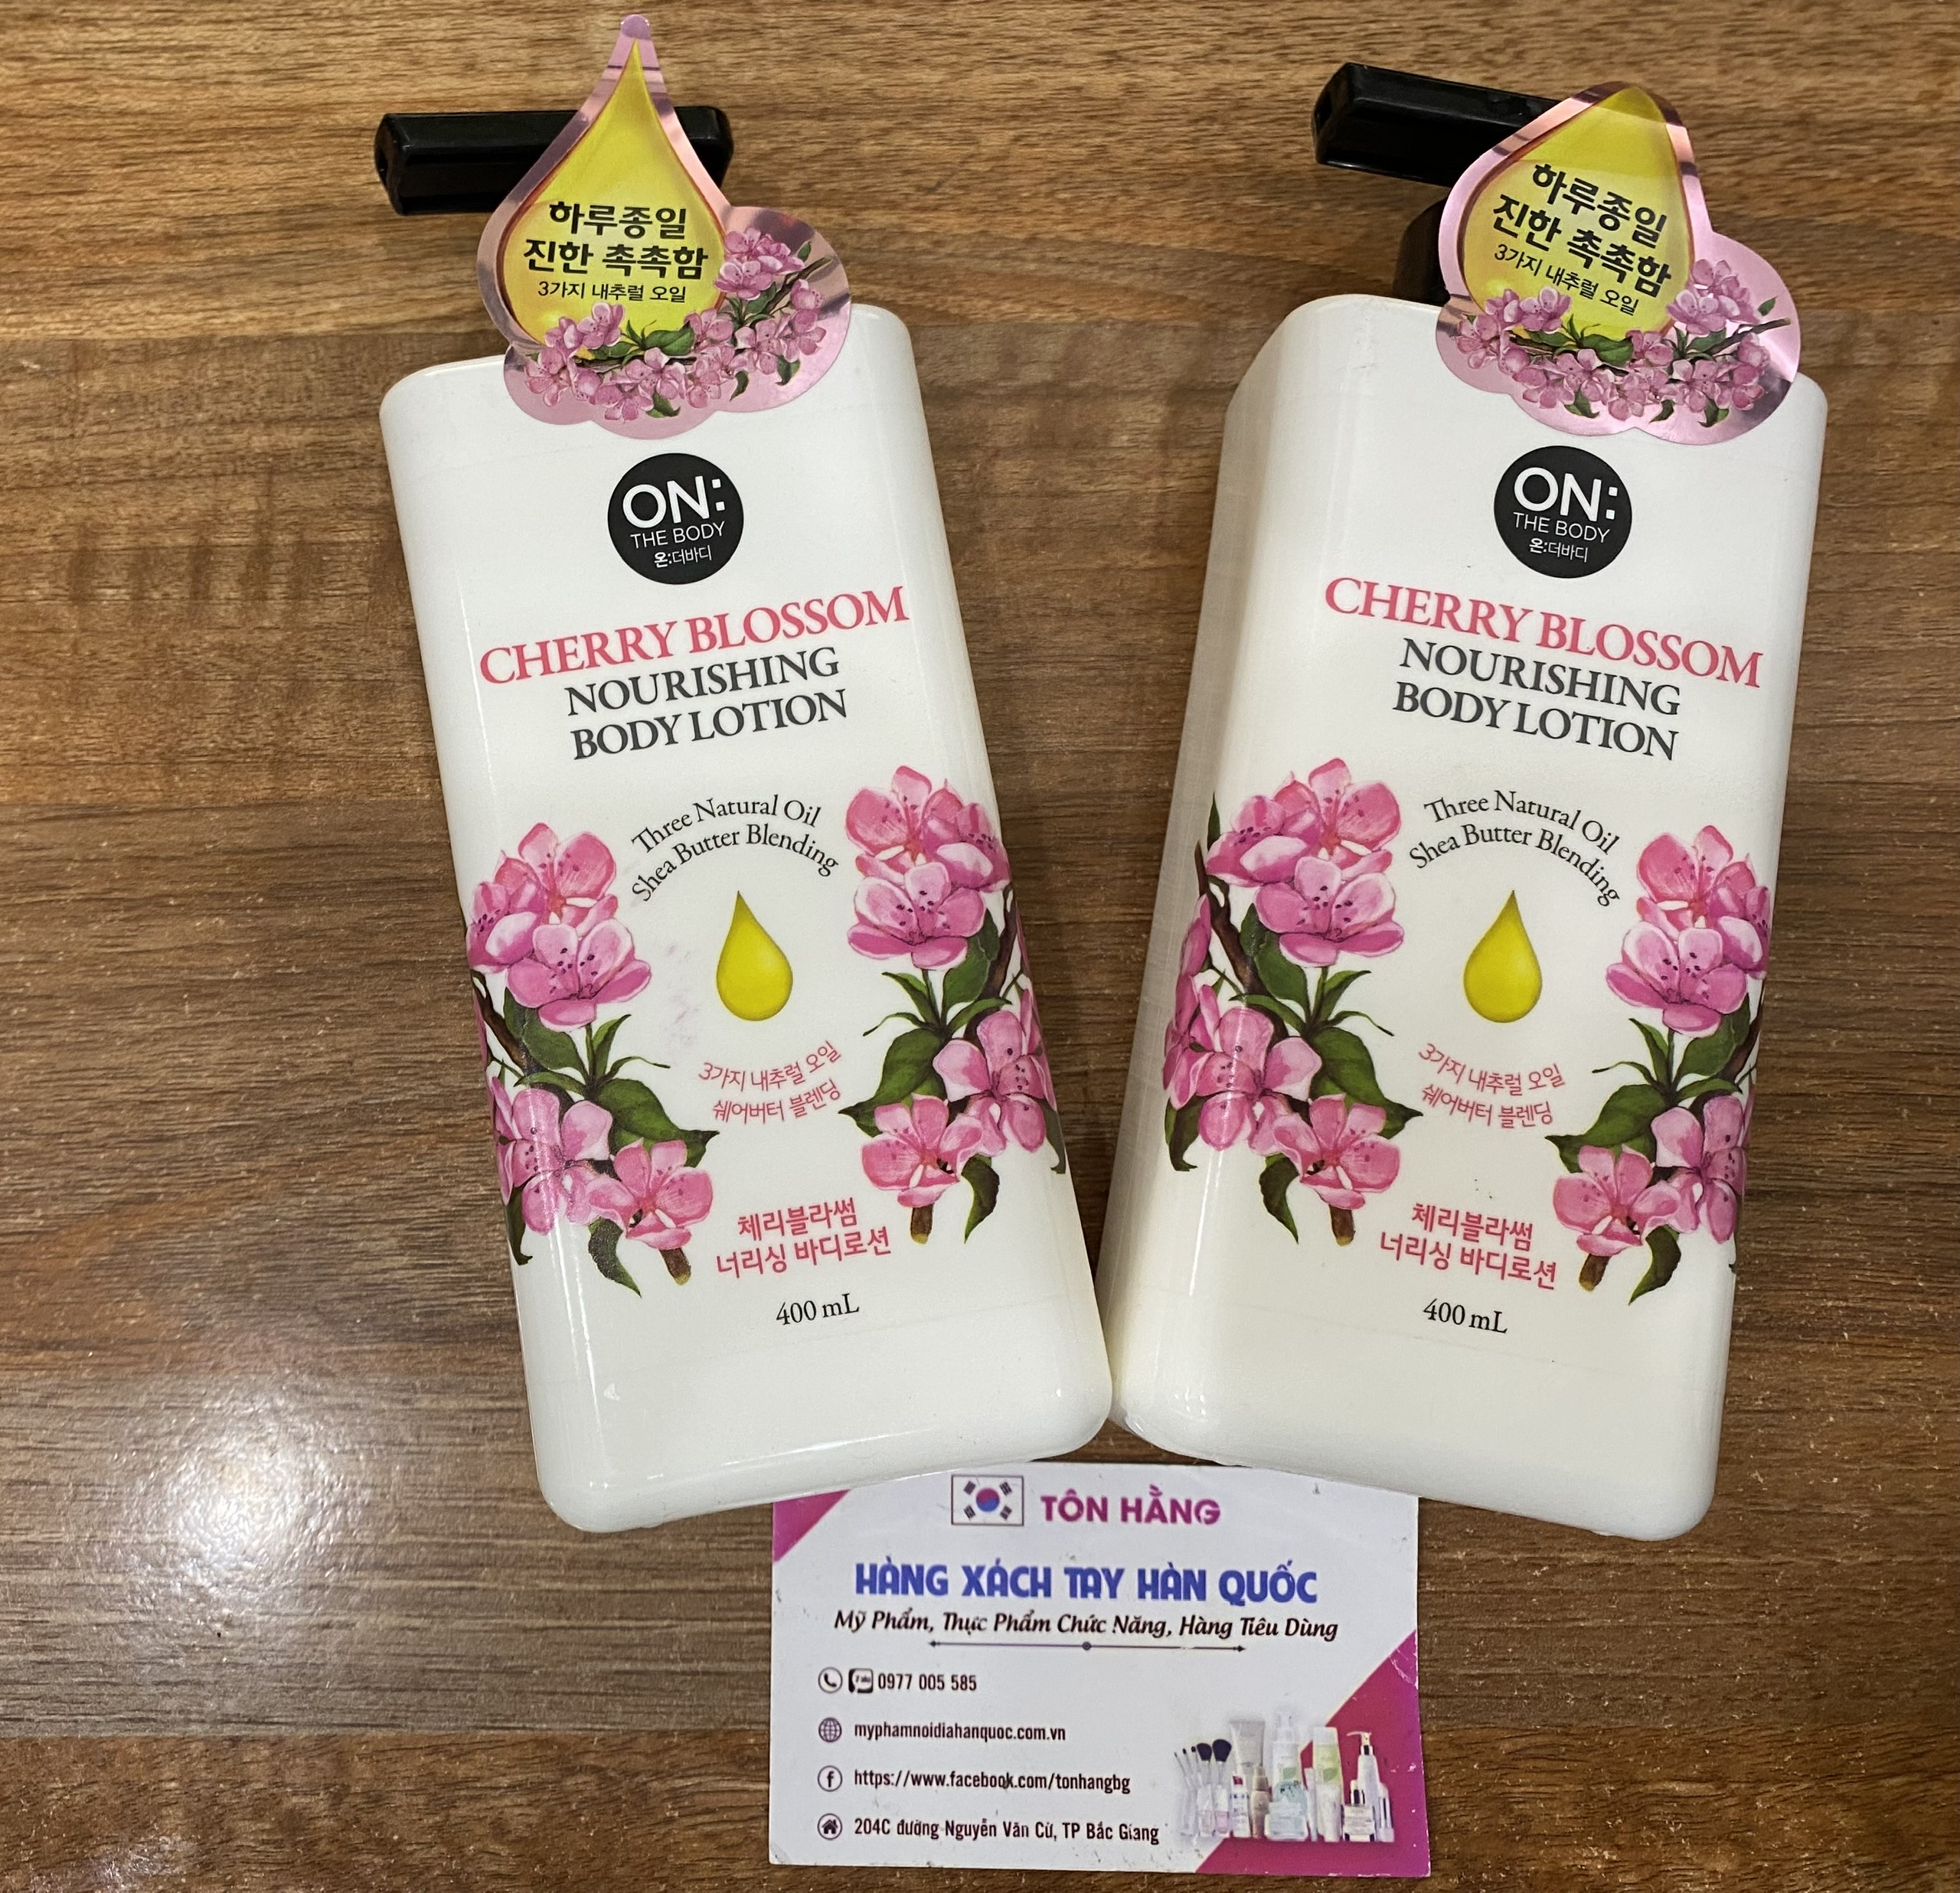 하루종일
진한 촉촉함
3가지 내추럴 오일
ON:
THE BODY
온:더바디
CHERRY BLOSSOM
NOURISHING
BODY LOTION
Three Natural Oil
Shea Butter Blending
3가지 내추럴 오일
쉐어버터 블렌딩
체리블라썸
너리싱 바디로션
400 mL
하루종일
진한 촉촉함
3가지 내추럴 오일
ON:
THE BODY
온:더바디
CHERRY BLOSSOM
NOURISHING
BODY LOTION
Three Natural Oil
Shea Butter Blending
3가지 내추럴 오일
쉐어버터 블렌딩
체리블라썸
너리싱 바디로션
400 mL
TÔN HẰNG
HÀNG XÁCH TAY HÀN QUỐC
Mỹ Phẩm, Thực Phẩm Chức Năng, Hàng Tiêu Dùng
0977 005 585
myphamnoidiahanquoc.com.vn
https://www.facebook.com/tonhangbg
204C đường Nguyễn Văn Cừ, TP Bắc Giang